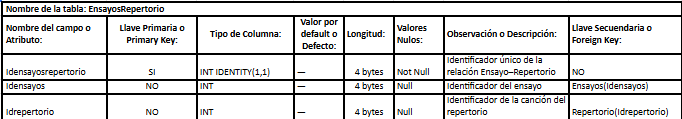 Nombre de la tabla: EnsayosRepertorio
Nombre del campo o Atributo: Llave Primaria o Primary Key: Tipo de Columna: Valor por default o Defecto: Longitud: Valores Nulos: Observación o Descripción: Llave Secuendaria o Foreign Key:
Idensayosrepertorio SI INT IDENTITY(1,1) — 4 bytes Not Null Identificador único de la relación Ensayo–Repertorio NO
Idensayos NO INT — 4 bytes Null Identificador del ensayo Ensayos(Idensayos)
Idrepertorio NO INT — 4 bytes Null Identificador de la canción del repertorio Repertorio(Idrepertorio)